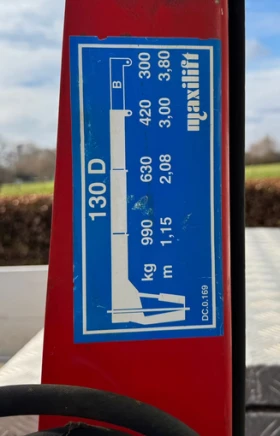 130 D
B
kg 990 630 420 300
m 1,15 2,08 3,00 3,80
maxilift
DC.0.169